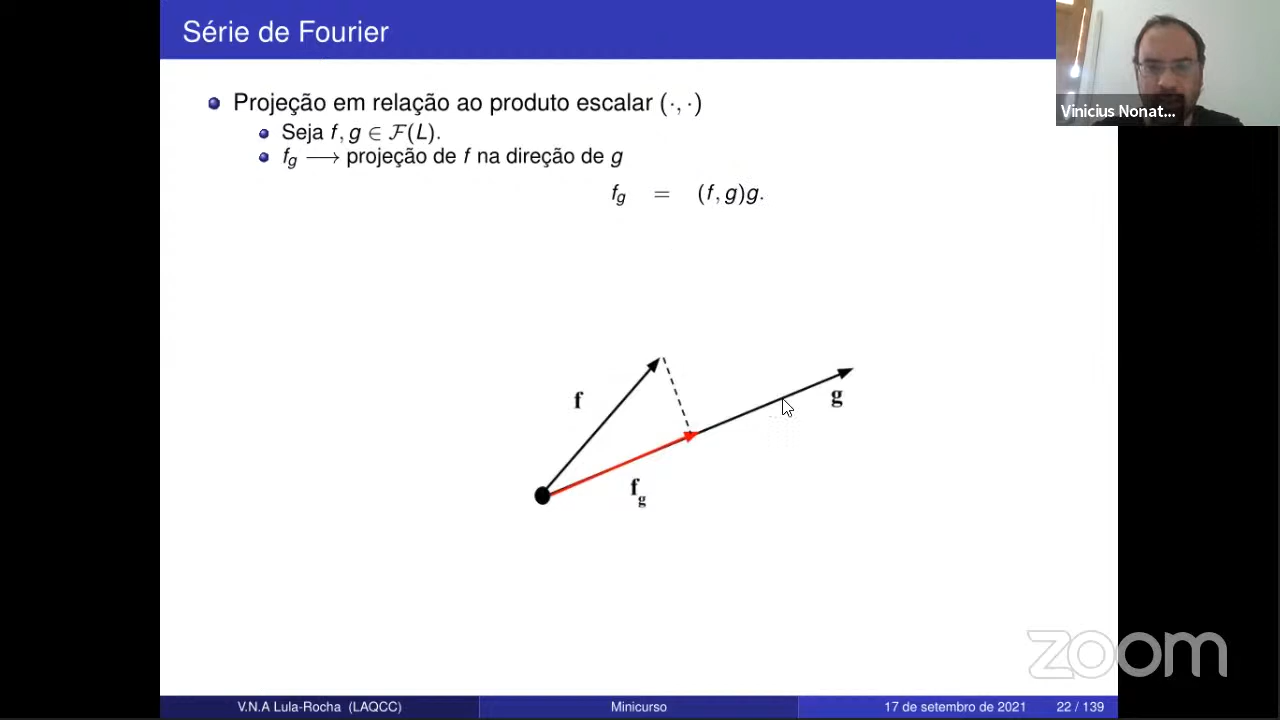 Série de Fourier
Projeção em relação ao produto escalar (·, ·)
Seja f, g ∈ ℱ(L).
f_g ⟶ projeção de f na direção de g
f_g = (f, g)g.
f
g
f_g
Vinicius Nonat...
zoom
V.N.A Lula-Rocha (LAQCC) Minicurso 17 de setembro de 2021 22 / 139